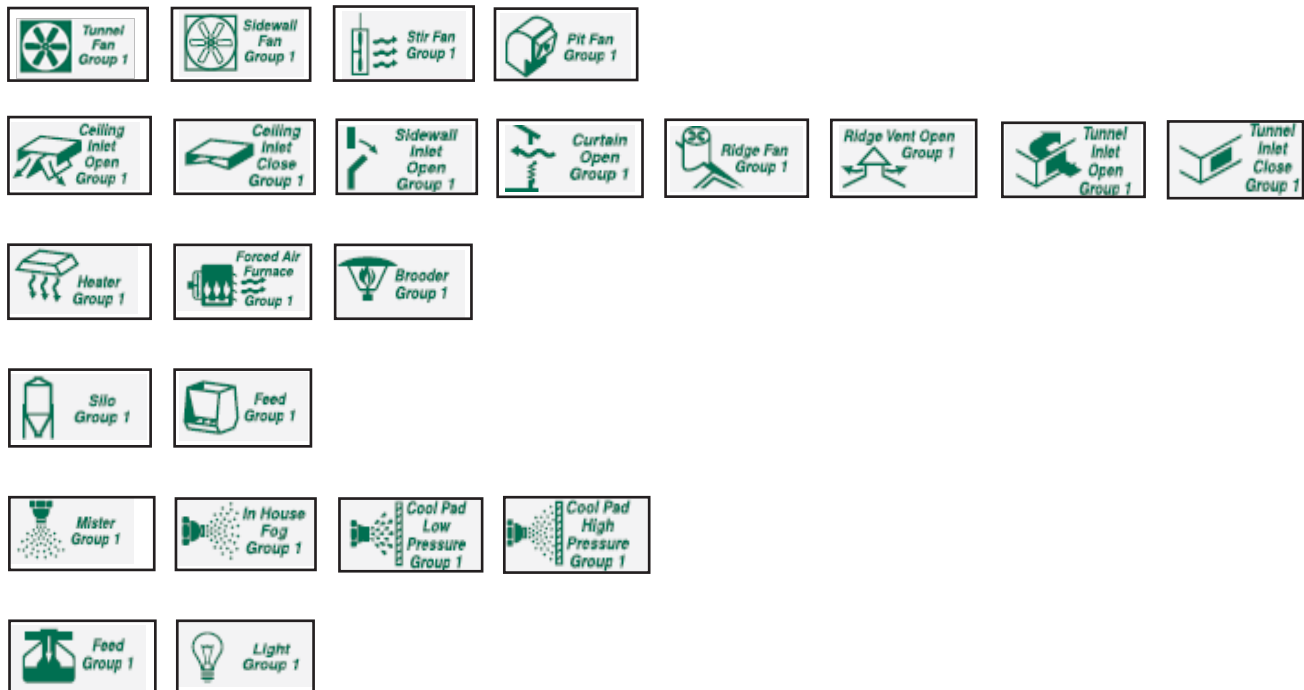 Tunnel
Fan
Group 1
Sidewall
Fan
Group 1
Stir Fan
Group 1
Pit Fan
Group 1
Ceiling
Inlet
Open
Group 1
Ceiling
Inlet
Close
Group 1
Sidewall
Inlet
Open
Group 1
Curtain
Open
Group 1
Ridge Fan
Group 1
Ridge Vent Open
Group 1
Tunnel
Inlet
Open
Group 1
Tunnel
Inlet
Close
Group 1
Heater
Group 1
Forced Air
Furnace
Group 1
Brooder
Group 1
Silo
Group 1
Feed
Group 1
Mister
Group 1
In House
Fog
Group 1
Cool Pad
Low
Pressure
Group 1
Cool Pad
High
Pressure
Group 1
Feed
Group 1
Light
Group 1